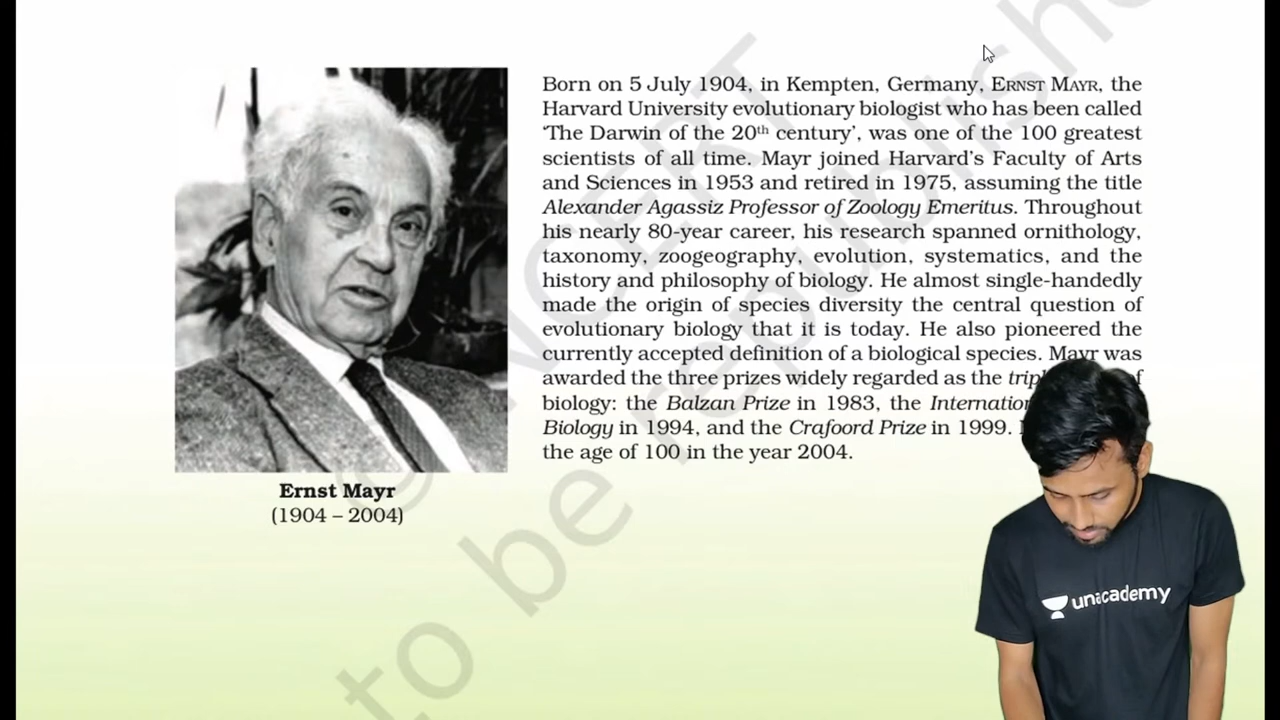 Born on 5 July 1904, in Kempten, Germany, ERNST MAYR, the
Harvard University evolutionary biologist who has been called
‘The Darwin of the 20th century’, was one of the 100 greatest
scientists of all time. Mayr joined Harvard’s Faculty of Arts
and Sciences in 1953 and retired in 1975, assuming the title
Alexander Agassiz Professor of Zoology Emeritus. Throughout
his nearly 80-year career, his research spanned ornithology,
taxonomy, zoogeography, evolution, systematics, and the
history and philosophy of biology. He almost single-handedly
made the origin of species diversity the central question of
evolutionary biology that it is today. He also pioneered the
currently accepted definition of a biological species. Mayr was
awarded the three prizes widely regarded as the
biology: the Balzan Prize in 1983, the
Biology in 1994, and the Crafoord Prize in 1999.
the age of 100 in the year 2004.
Ernst Mayr
(1904 – 2004)
© NCERT
to be republished
unacademy